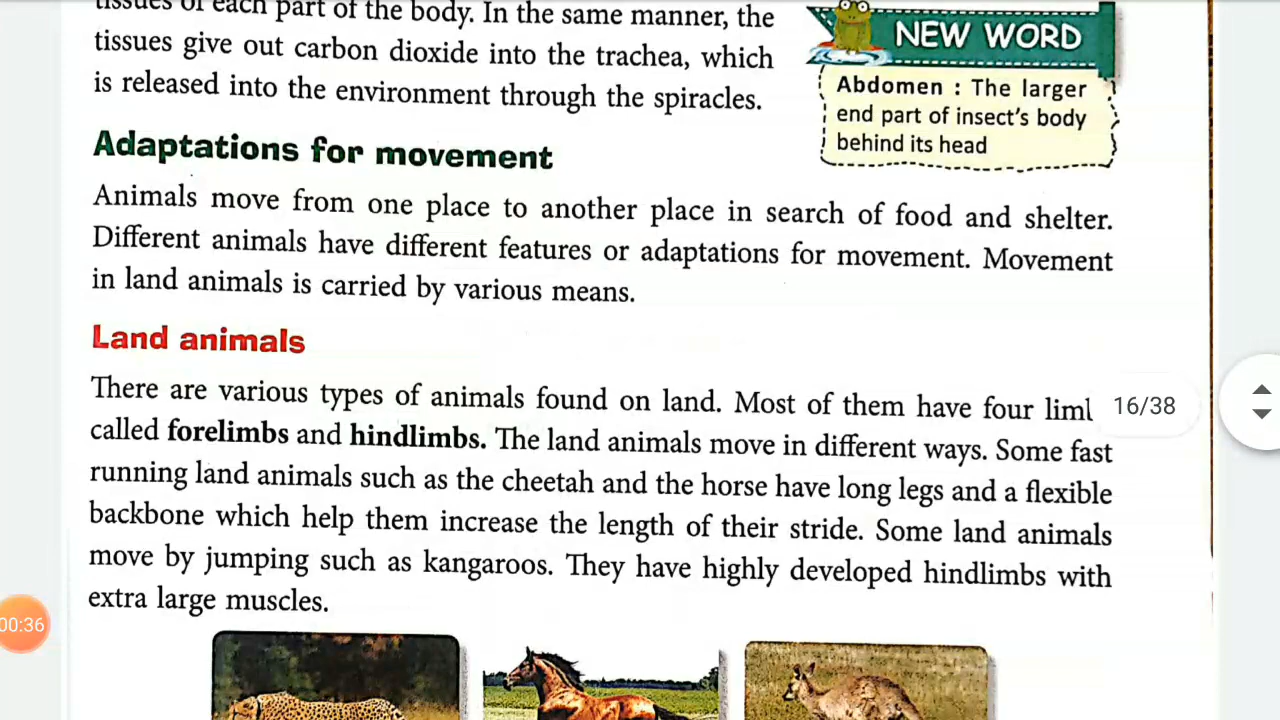 tissues of each part of the body. In the same manner, the
tissues give out carbon dioxide into the trachea, which
is released into the environment through the spiracles.
NEW WORD
Abdomen : The larger
end part of insect's body
behind its head
Adaptations for movement
Animals move from one place to another place in search of food and shelter.
Different animals have different features or adaptations for movement. Movement
in land animals is carried by various means.
Land animals
There are various types of animals found on land. Most of them have four
16/38
called forelimbs and hindlimbs. The land animals move in different ways. Some fast
running land animals such as the cheetah and the horse have long legs and a flexible
backbone which help them increase the length of their stride. Some land animals
move by jumping such as kangaroos. They have highly developed hindlimbs with
extra large muscles.
00:36